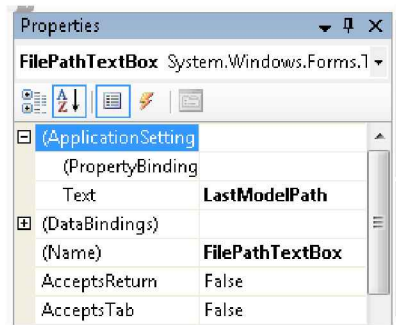 Properties
FilePathTextBox System.Windows.Forms.T
(ApplicationSetting
(PropertyBinding
Text LastModelPath
(DataBindings)
(Name) FilePathTextBox
AcceptsReturn False
AcceptsTab False